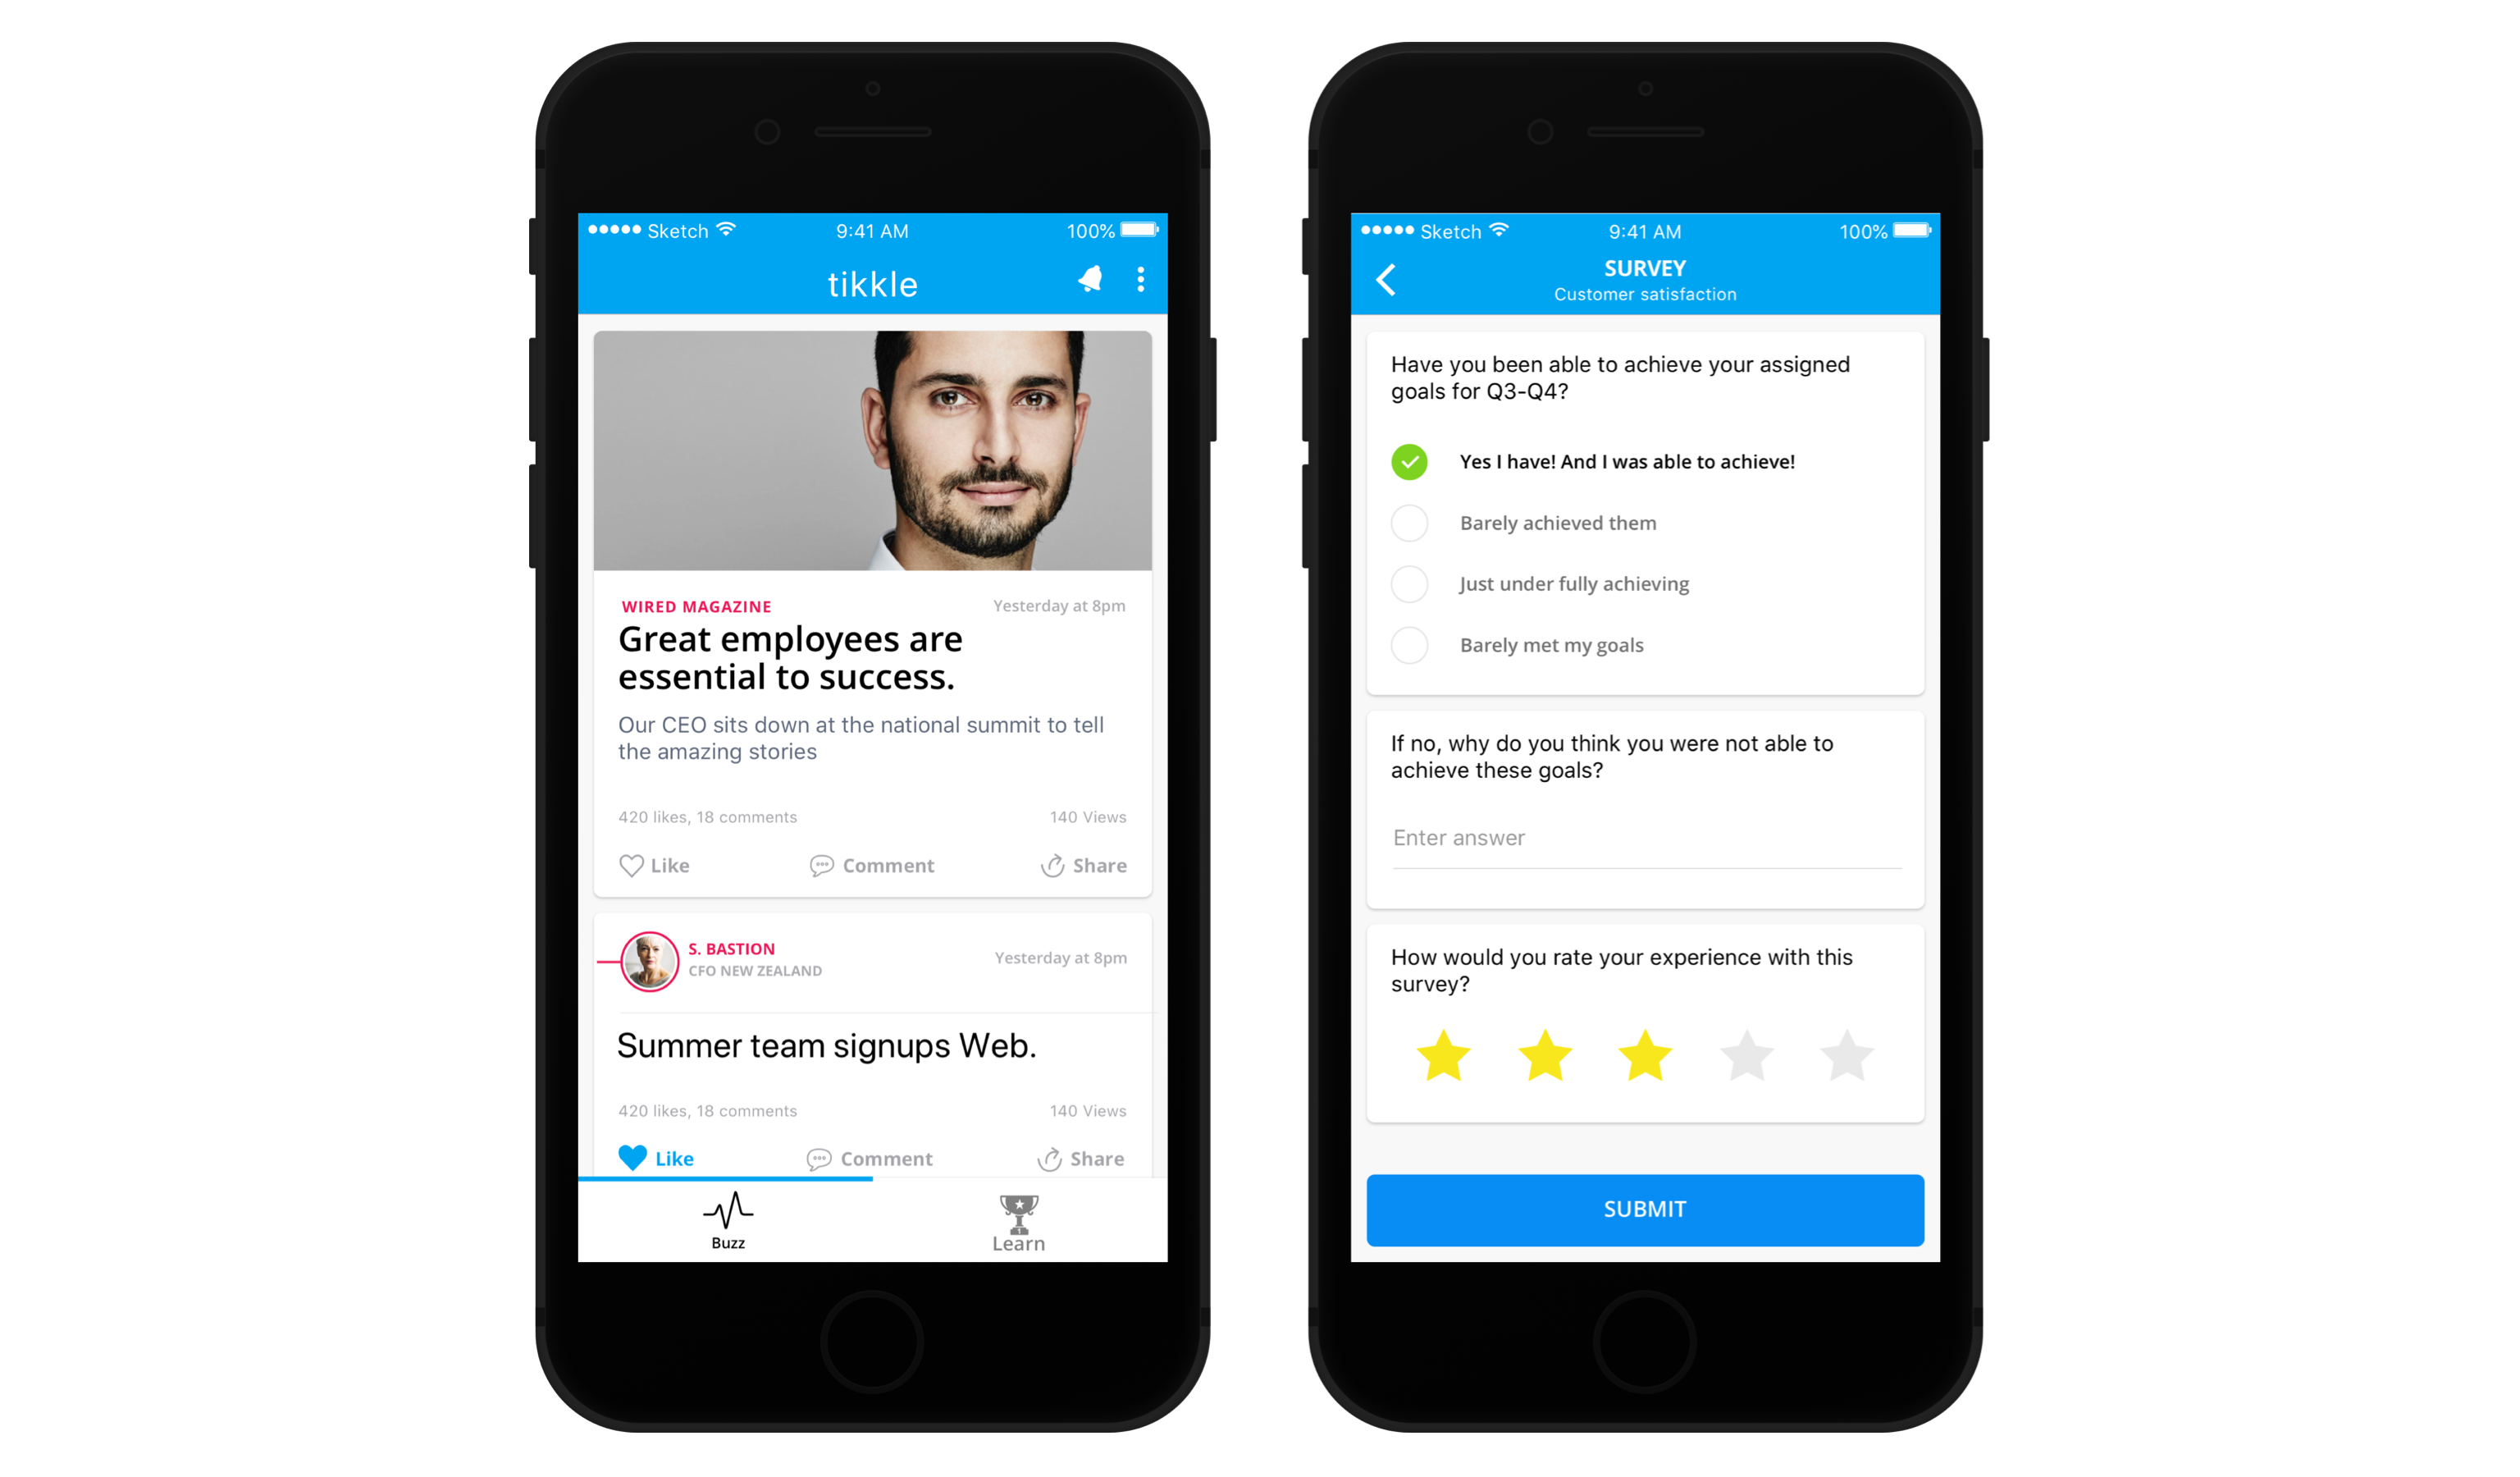 Sketch
9:41 AM
100%
tikkle
WIRED MAGAZINE
Yesterday at 8pm
Great employees are
essential to success.
Our CEO sits down at the national summit to tell
the amazing stories
420 likes, 18 comments
140 Views
Like
Comment
Share
S. BASTION
CFO NEW ZEALAND
Yesterday at 8pm
Summer team signups Web.
420 likes, 18 comments
140 Views
Like
Comment
Share
Buzz
Learn
Sketch
9:41 AM
100%
SURVEY
Customer satisfaction
Have you been able to achieve your assigned
goals for Q3-Q4?
Yes I have! And I was able to achieve!
Barely achieved them
Just under fully achieving
Barely met my goals
If no, why do you think you were not able to
achieve these goals?
Enter answer
How would you rate your experience with this
survey?
SUBMIT